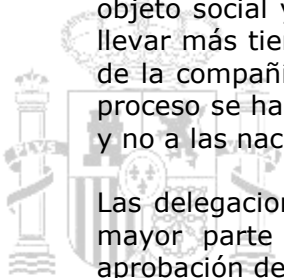 objeto social y
llevar más tie
de la compañí
proceso se ha
y no a las nac
Las delegacion
mayor parte
aprobación de